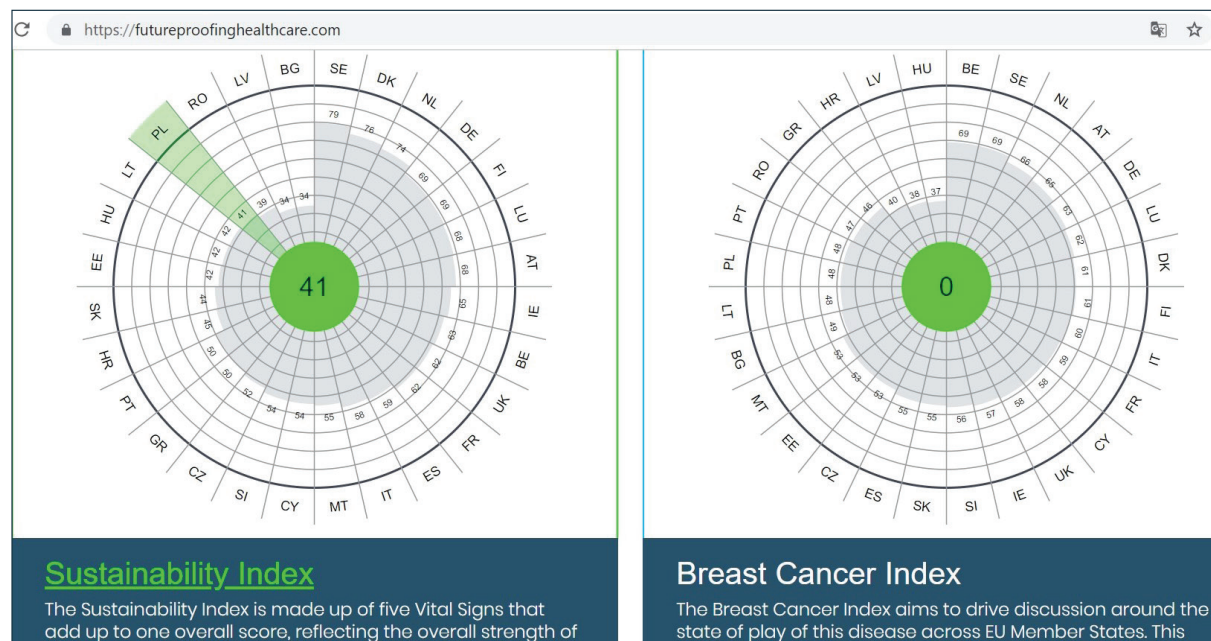 https://futureproofinghealthcare.com
SE
DK
NL
DE
FI
LU
AT
IE
BE
UK
FR
ES
IT
MT
CY
SI
CZ
GR
PT
HR
SK
EE
HU
LT
PL
RO
LV
BG
79
76
74
69
69
68
68
65
63
62
62
59
58
55
54
54
52
50
50
45
44
42
42
42
41
39
34
34
41
Sustainability Index
The Sustainability Index is made up of five Vital Signs that
add up to one overall score, reflecting the overall strength of
BE
SE
NL
AT
DE
LU
DK
FI
IT
FR
CY
UK
IE
SI
SK
ES
CZ
EE
MT
BG
LT
PL
PT
RO
GR
HR
LV
HU
69
69
66
65
63
62
61
61
60
59
58
58
57
56
55
55
53
53
53
49
48
48
48
47
46
40
38
37
0
Breast Cancer Index
The Breast Cancer Index aims to drive discussion around the
state of play of this disease across EU Member States. This